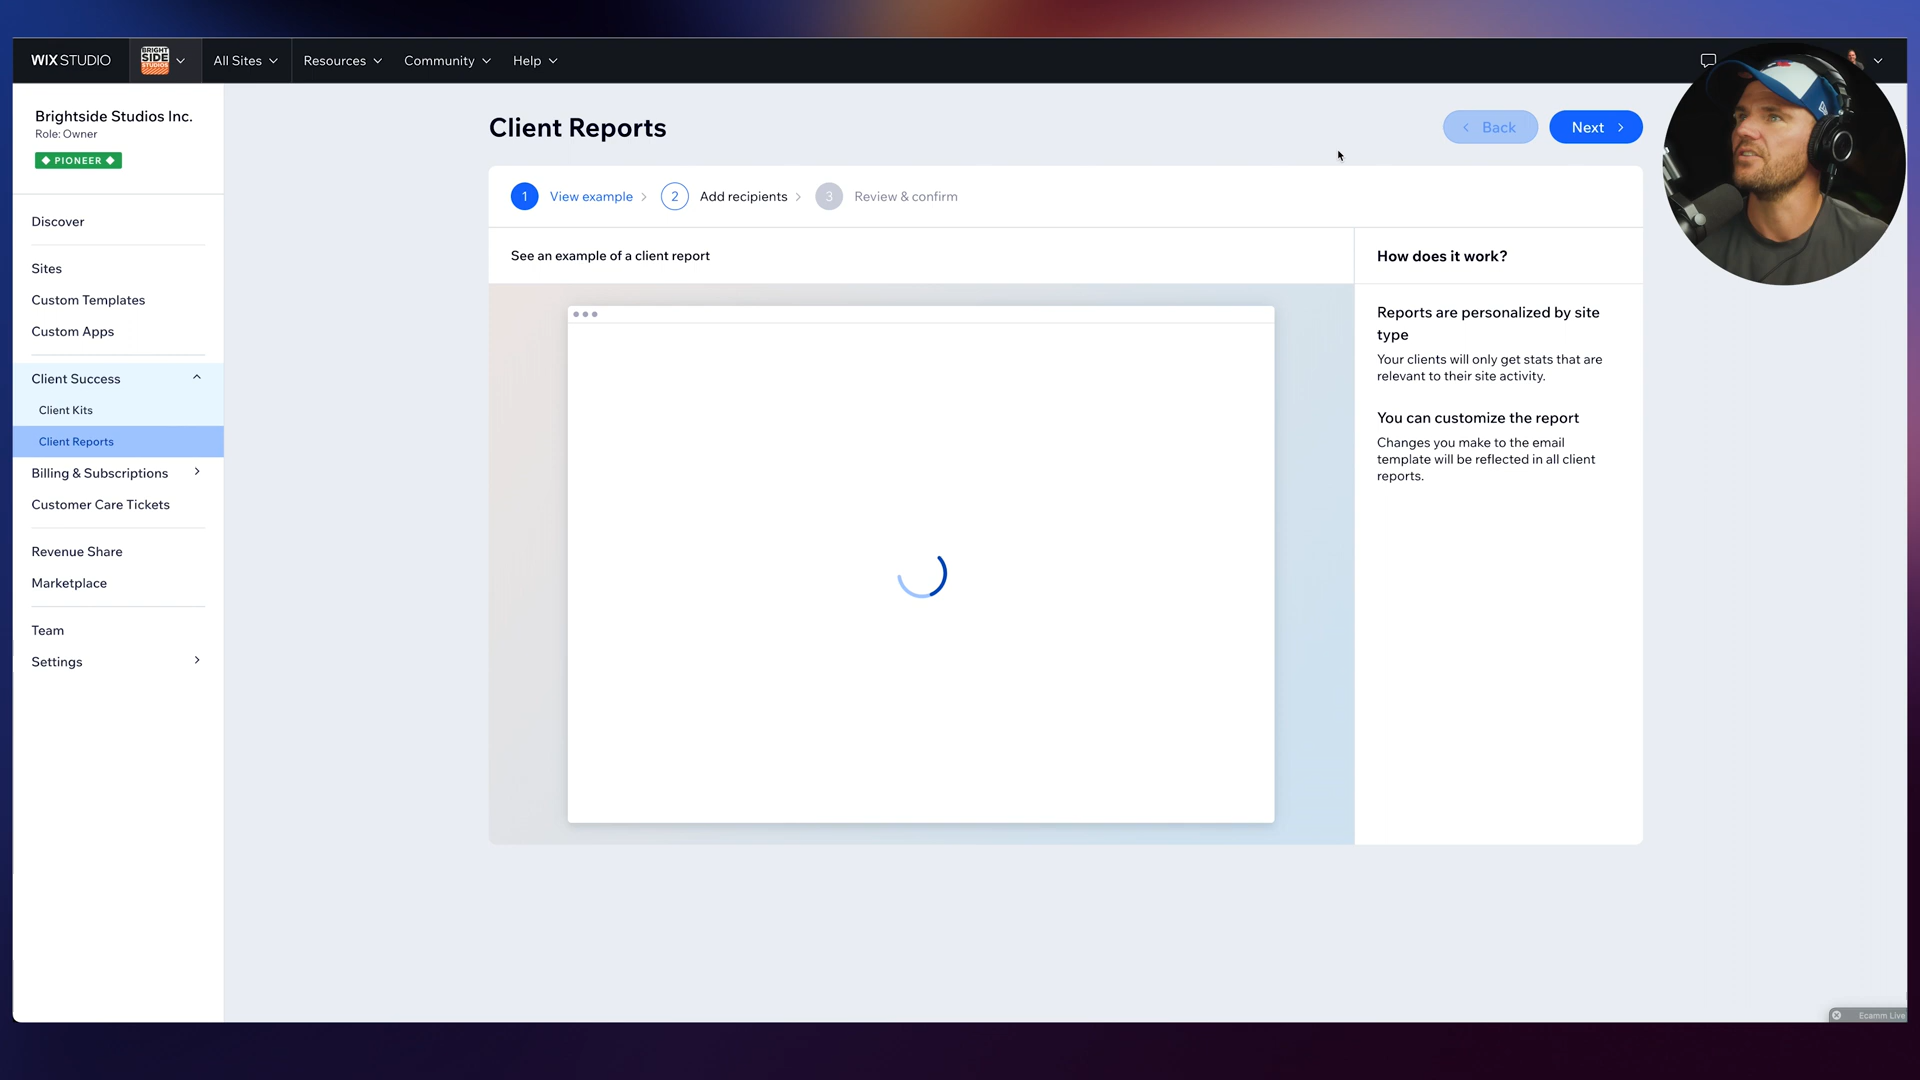 WIX STUDIO
BRIGHT
SIDE
STUDIOS
All Sites
Resources
Community
Help
Brightside Studios Inc.
Role: Owner
PIONEER
Discover
Sites
Custom Templates
Custom Apps
Client Success
Client Kits
Client Reports
Billing & Subscriptions
Customer Care Tickets
Revenue Share
Marketplace
Team
Settings
Client Reports
Back
Next
1 View example
2 Add recipients
3 Review & confirm
See an example of a client report
How does it work?
Reports are personalized by site
type
Your clients will only get stats that are
relevant to their site activity.
You can customize the report
Changes you make to the email
template will be reflected in all client
reports.
Ecamm Live